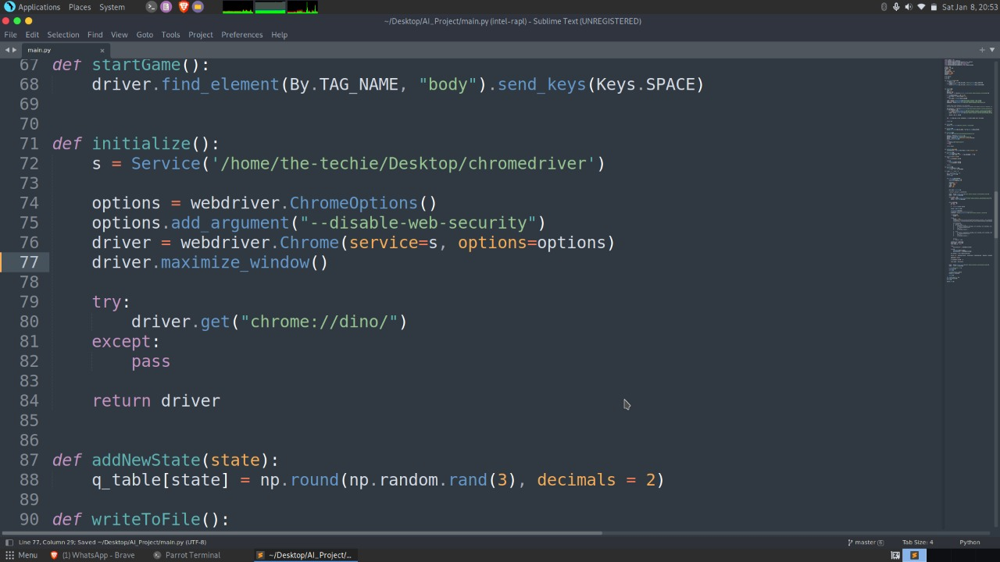 Applications Places System Sat Jan 8, 20:53
~/Desktop/AI_Project/main.py (intel-rapl) - Sublime Text (UNREGISTERED)
File Edit Selection Find View Goto Tools Project Preferences Help
main.py
67 def startGame():
68 driver.find_element(By.TAG_NAME, "body").send_keys(Keys.SPACE)
69
70
71 def initialize():
72 s = Service('/home/the-techie/Desktop/chromedriver')
73
74 options = webdriver.ChromeOptions()
75 options.add_argument("--disable-web-security")
76 driver = webdriver.Chrome(service=s, options=options)
77 driver.maximize_window()
78
79 try:
80 driver.get("chrome://dino/")
81 except:
82 pass
83
84 return driver
85
86
87 def addNewState(state):
88 q_table[state] = np.round(np.random.rand(3), decimals = 2)
89
90 def writeToFile():
Line 77, Column 29; Saved ~/Desktop/AI_Project/main.py (UTF-8) master (6) Tab Size: 4 Python
Menu (1) WhatsApp - Brave Parrot Terminal ~/Desktop/AI_Project/...